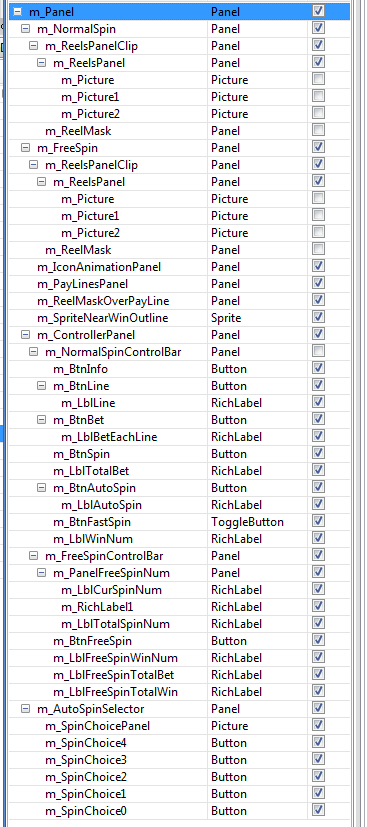 m_Panel Panel
m_NormalSpin Panel
m_ReelsPanelClip Panel
m_ReelsPanel Panel
m_Picture Picture
m_Picture1 Picture
m_Picture2 Picture
m_ReelMask Panel
m_FreeSpin Panel
m_ReelsPanelClip Panel
m_ReelsPanel Panel
m_Picture Picture
m_Picture1 Picture
m_Picture2 Picture
m_ReelMask Panel
m_IconAnimationPanel Panel
m_PayLinesPanel Panel
m_ReelMaskOverPayLine Panel
m_SpriteNearWinOutline Sprite
m_ControllerPanel Panel
m_NormalSpinControlBar Panel
m_BtnInfo Button
m_BtnLine Button
m_LblLine RichLabel
m_BtnBet Button
m_LblBetEachLine RichLabel
m_BtnSpin Button
m_LblTotalBet RichLabel
m_BtnAutoSpin Button
m_LblAutoSpin RichLabel
m_BtnFastSpin ToggleButton
m_LblWinNum RichLabel
m_FreeSpinControlBar Panel
m_PanelFreeSpinNum Panel
m_LblCurSpinNum RichLabel
m_RichLabel1 RichLabel
m_LblTotalSpinNum RichLabel
m_BtnFreeSpin Button
m_LblFreeSpinWinNum RichLabel
m_LblFreeSpinTotalBet RichLabel
m_LblFreeSpinTotalWin RichLabel
m_AutoSpinSelector Panel
m_SpinChoicePanel Picture
m_SpinChoice4 Button
m_SpinChoice3 Button
m_SpinChoice2 Button
m_SpinChoice1 Button
m_SpinChoice0 Button